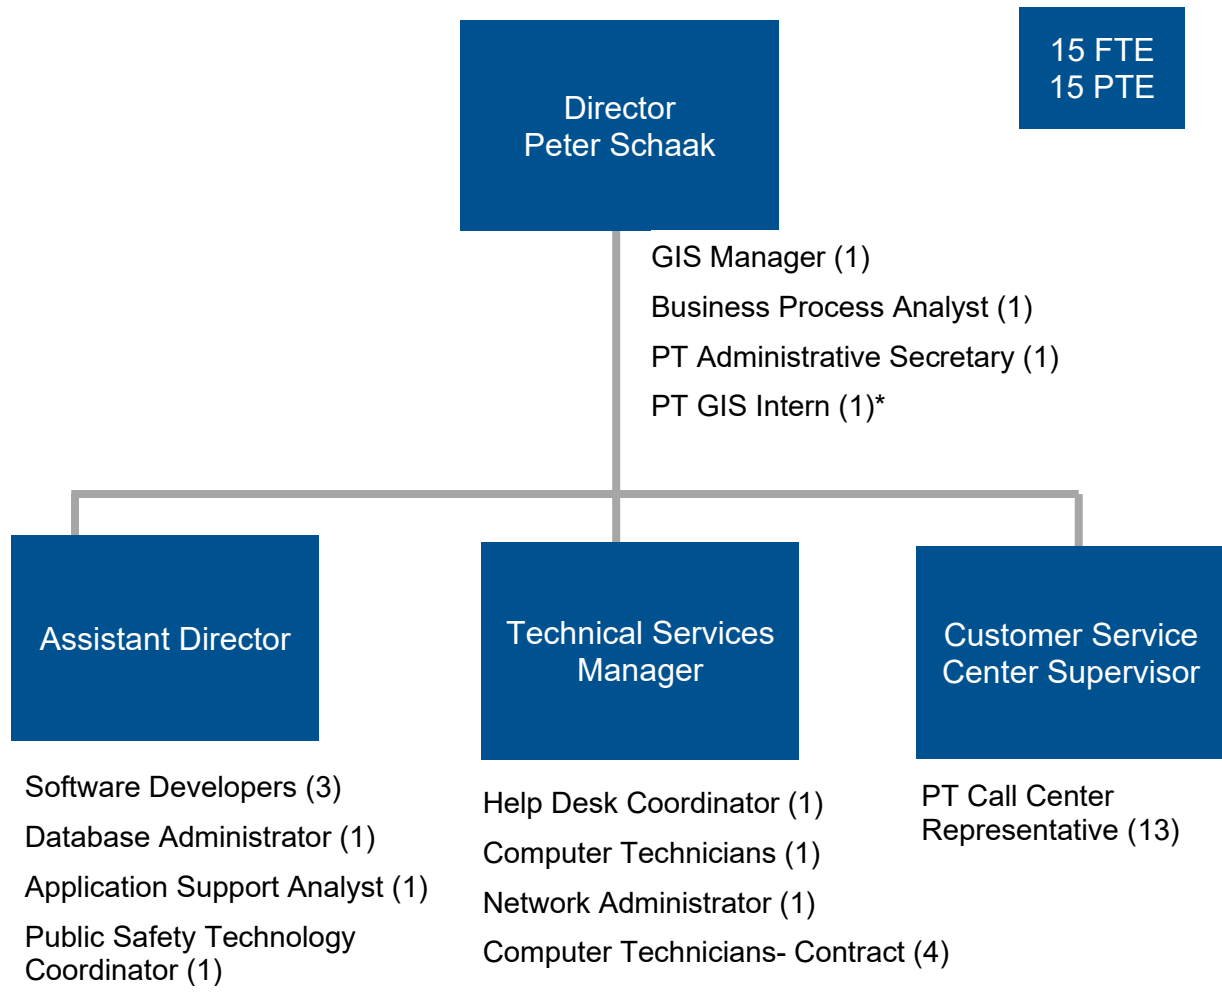 15 FTE
15 PTE
Director
Peter Schaak
GIS Manager (1)
Business Process Analyst (1)
PT Administrative Secretary (1)
PT GIS Intern (1)*
Assistant Director
Software Developers (3)
Database Administrator (1)
Application Support Analyst (1)
Public Safety Technology
Coordinator (1)
Technical Services
Manager
Help Desk Coordinator (1)
Computer Technicians (1)
Network Administrator (1)
Computer Technicians- Contract (4)
Customer Service
Center Supervisor
PT Call Center
Representative (13)